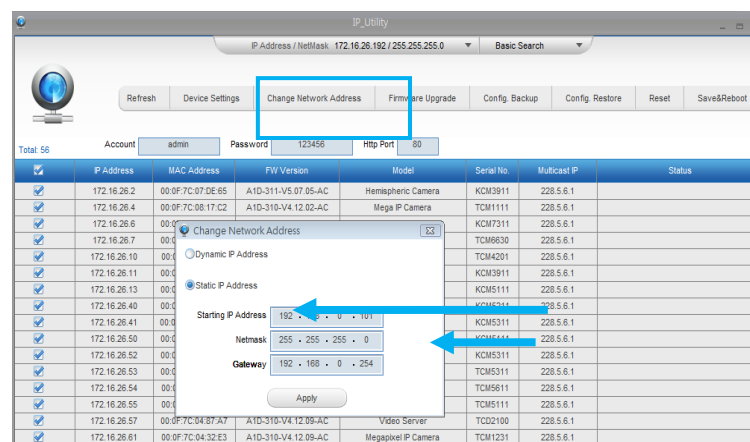 IP_Utility
IP Address / NetMask 172.16.26.192 / 255.255.255.0 Basic Search
Refresh Device Settings Change Network Address Firmware Upgrade Config. Backup Config. Restore Reset Save&Reboot
Total: 56 Account admin Password 123456 Http Port 80
IP Address MAC Address FW Version Model Serial No. Multicast IP Status
172.16.26.2 00:0F:7C:07:DE:65 A1D-311-V5.07.05-AC Hemispheric Camera KCM3911 228.5.6.1
172.16.26.4 00:0F:7C:08:17:C2 A1D-310-V4.12.02-AC Mega IP Camera TCM1111 228.5.6.1
172.16.26.6 KCM7311 228.5.6.1
172.16.26.7 TCM6630 228.5.6.1
172.16.26.10 TCM4201 228.5.6.1
172.16.26.11 KCM3911 228.5.6.1
172.16.26.13 KCM5111 228.5.6.1
172.16.26.40 228.5.6.1
172.16.26.41 KCM5311 228.5.6.1
172.16.26.50 228.5.6.1
172.16.26.52 KCM5311 228.5.6.1
172.16.26.53 TCM5311 228.5.6.1
172.16.26.54 TCM5611 228.5.6.1
172.16.26.55 TCM5111 228.5.6.1
172.16.26.57 00:0F:7C:04:87:A7 A1D-310-V4.12.09-AC Video Server TCD2100 228.5.6.1
172.16.26.61 00:0F:7C:04:32:E3 A1D-310-V4.12.09-AC Megapixel IP Camera TCM1231 228.5.6.1
Change Network Address
Dynamic IP Address
Static IP Address
Starting IP Address 192 . . 0 . 101
Netmask 255 . 255 . 255 . 0
Gateway 192 . 168 . 0 . 254
Apply